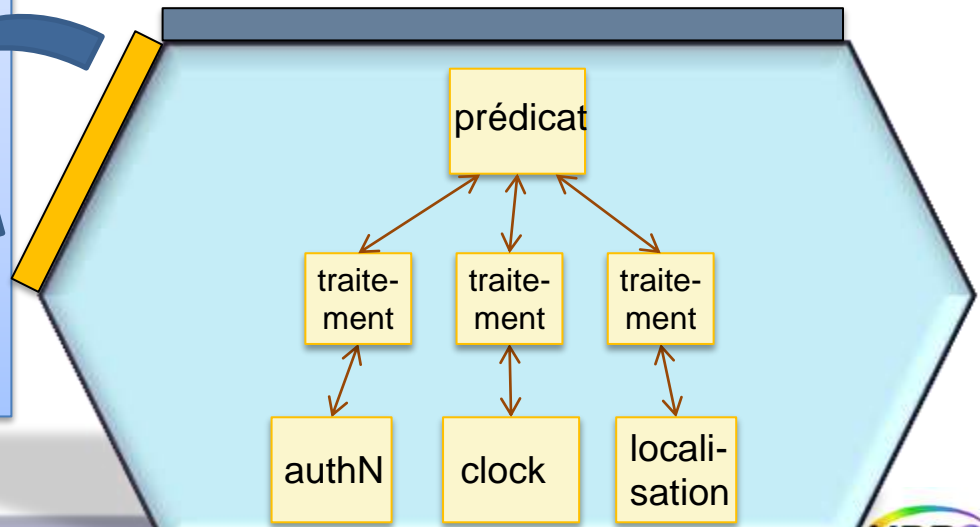 prédicat
traite-
ment
traite-
ment
traite-
ment
authN
clock
locali-
sation